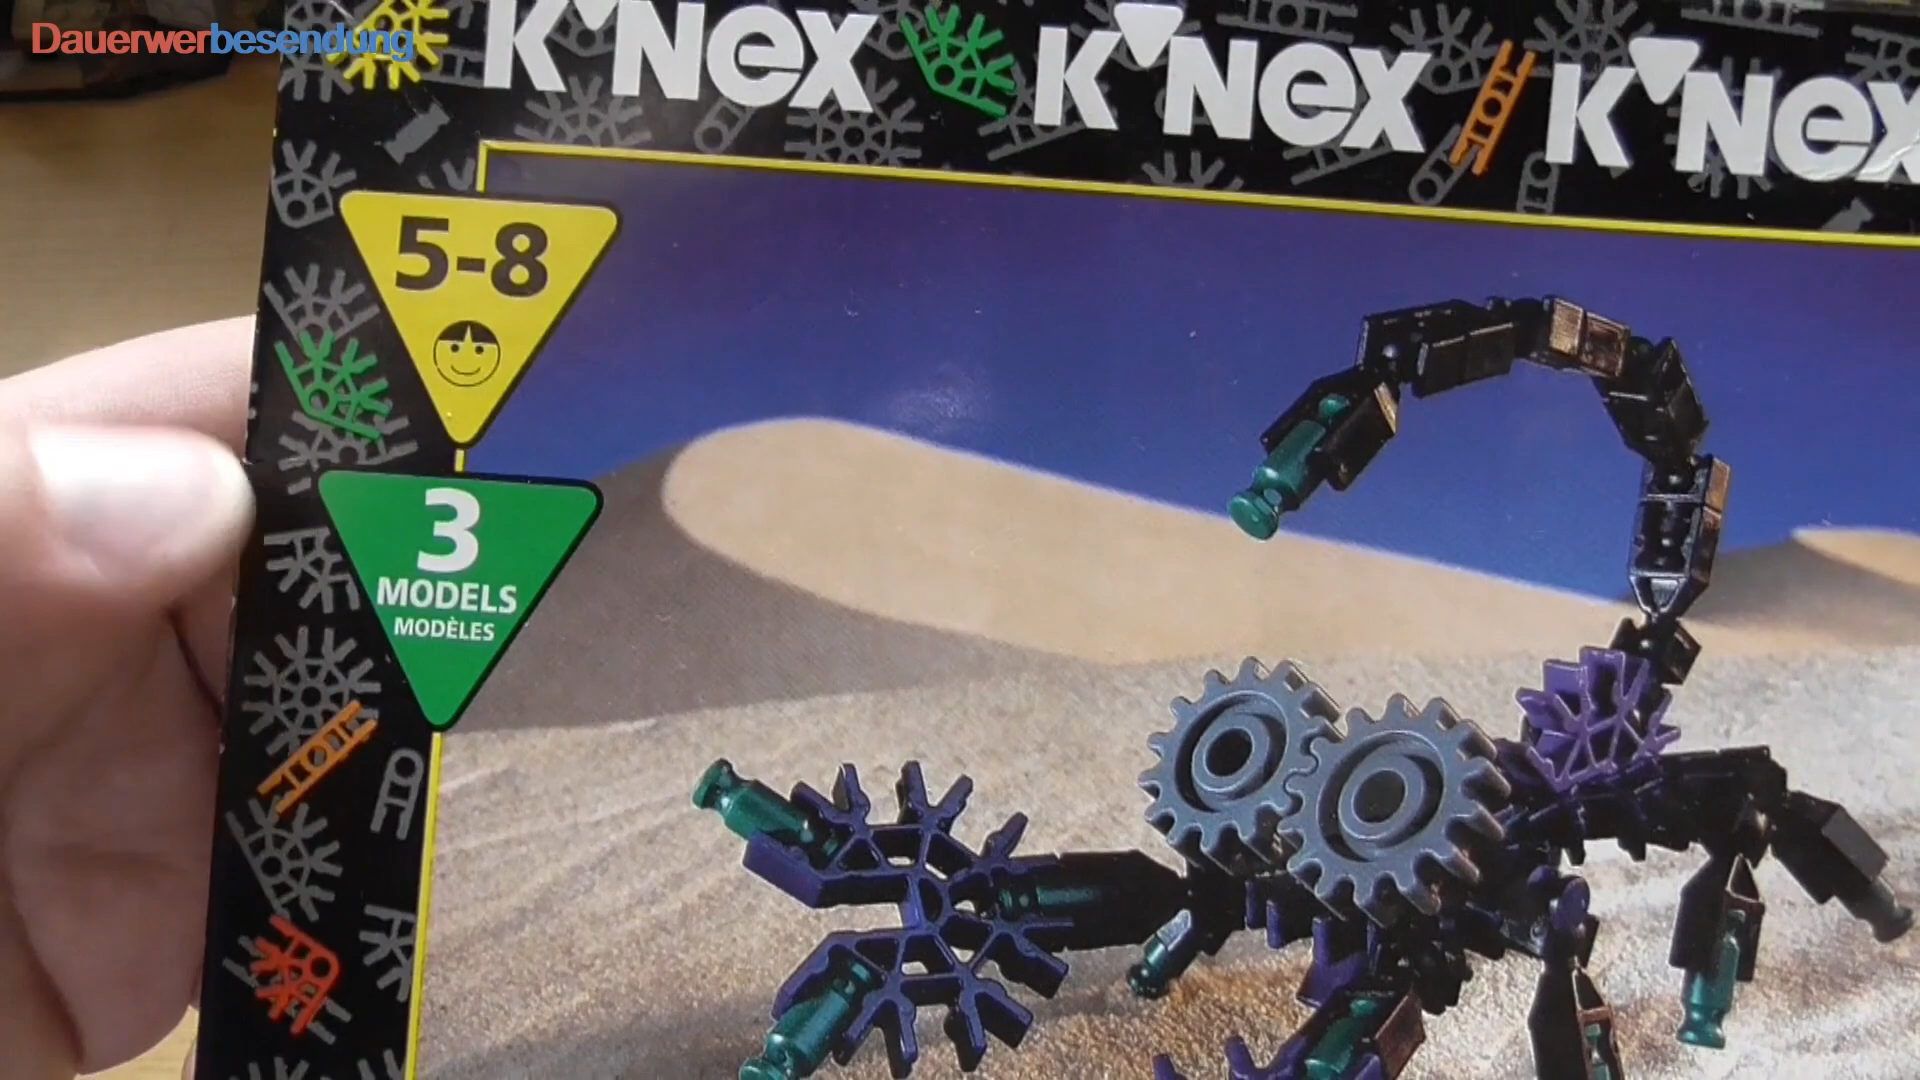 Dauerwerbesendung
K'NEX K'NEX K'NEX
5-8
3
MODELS
MODÈLES